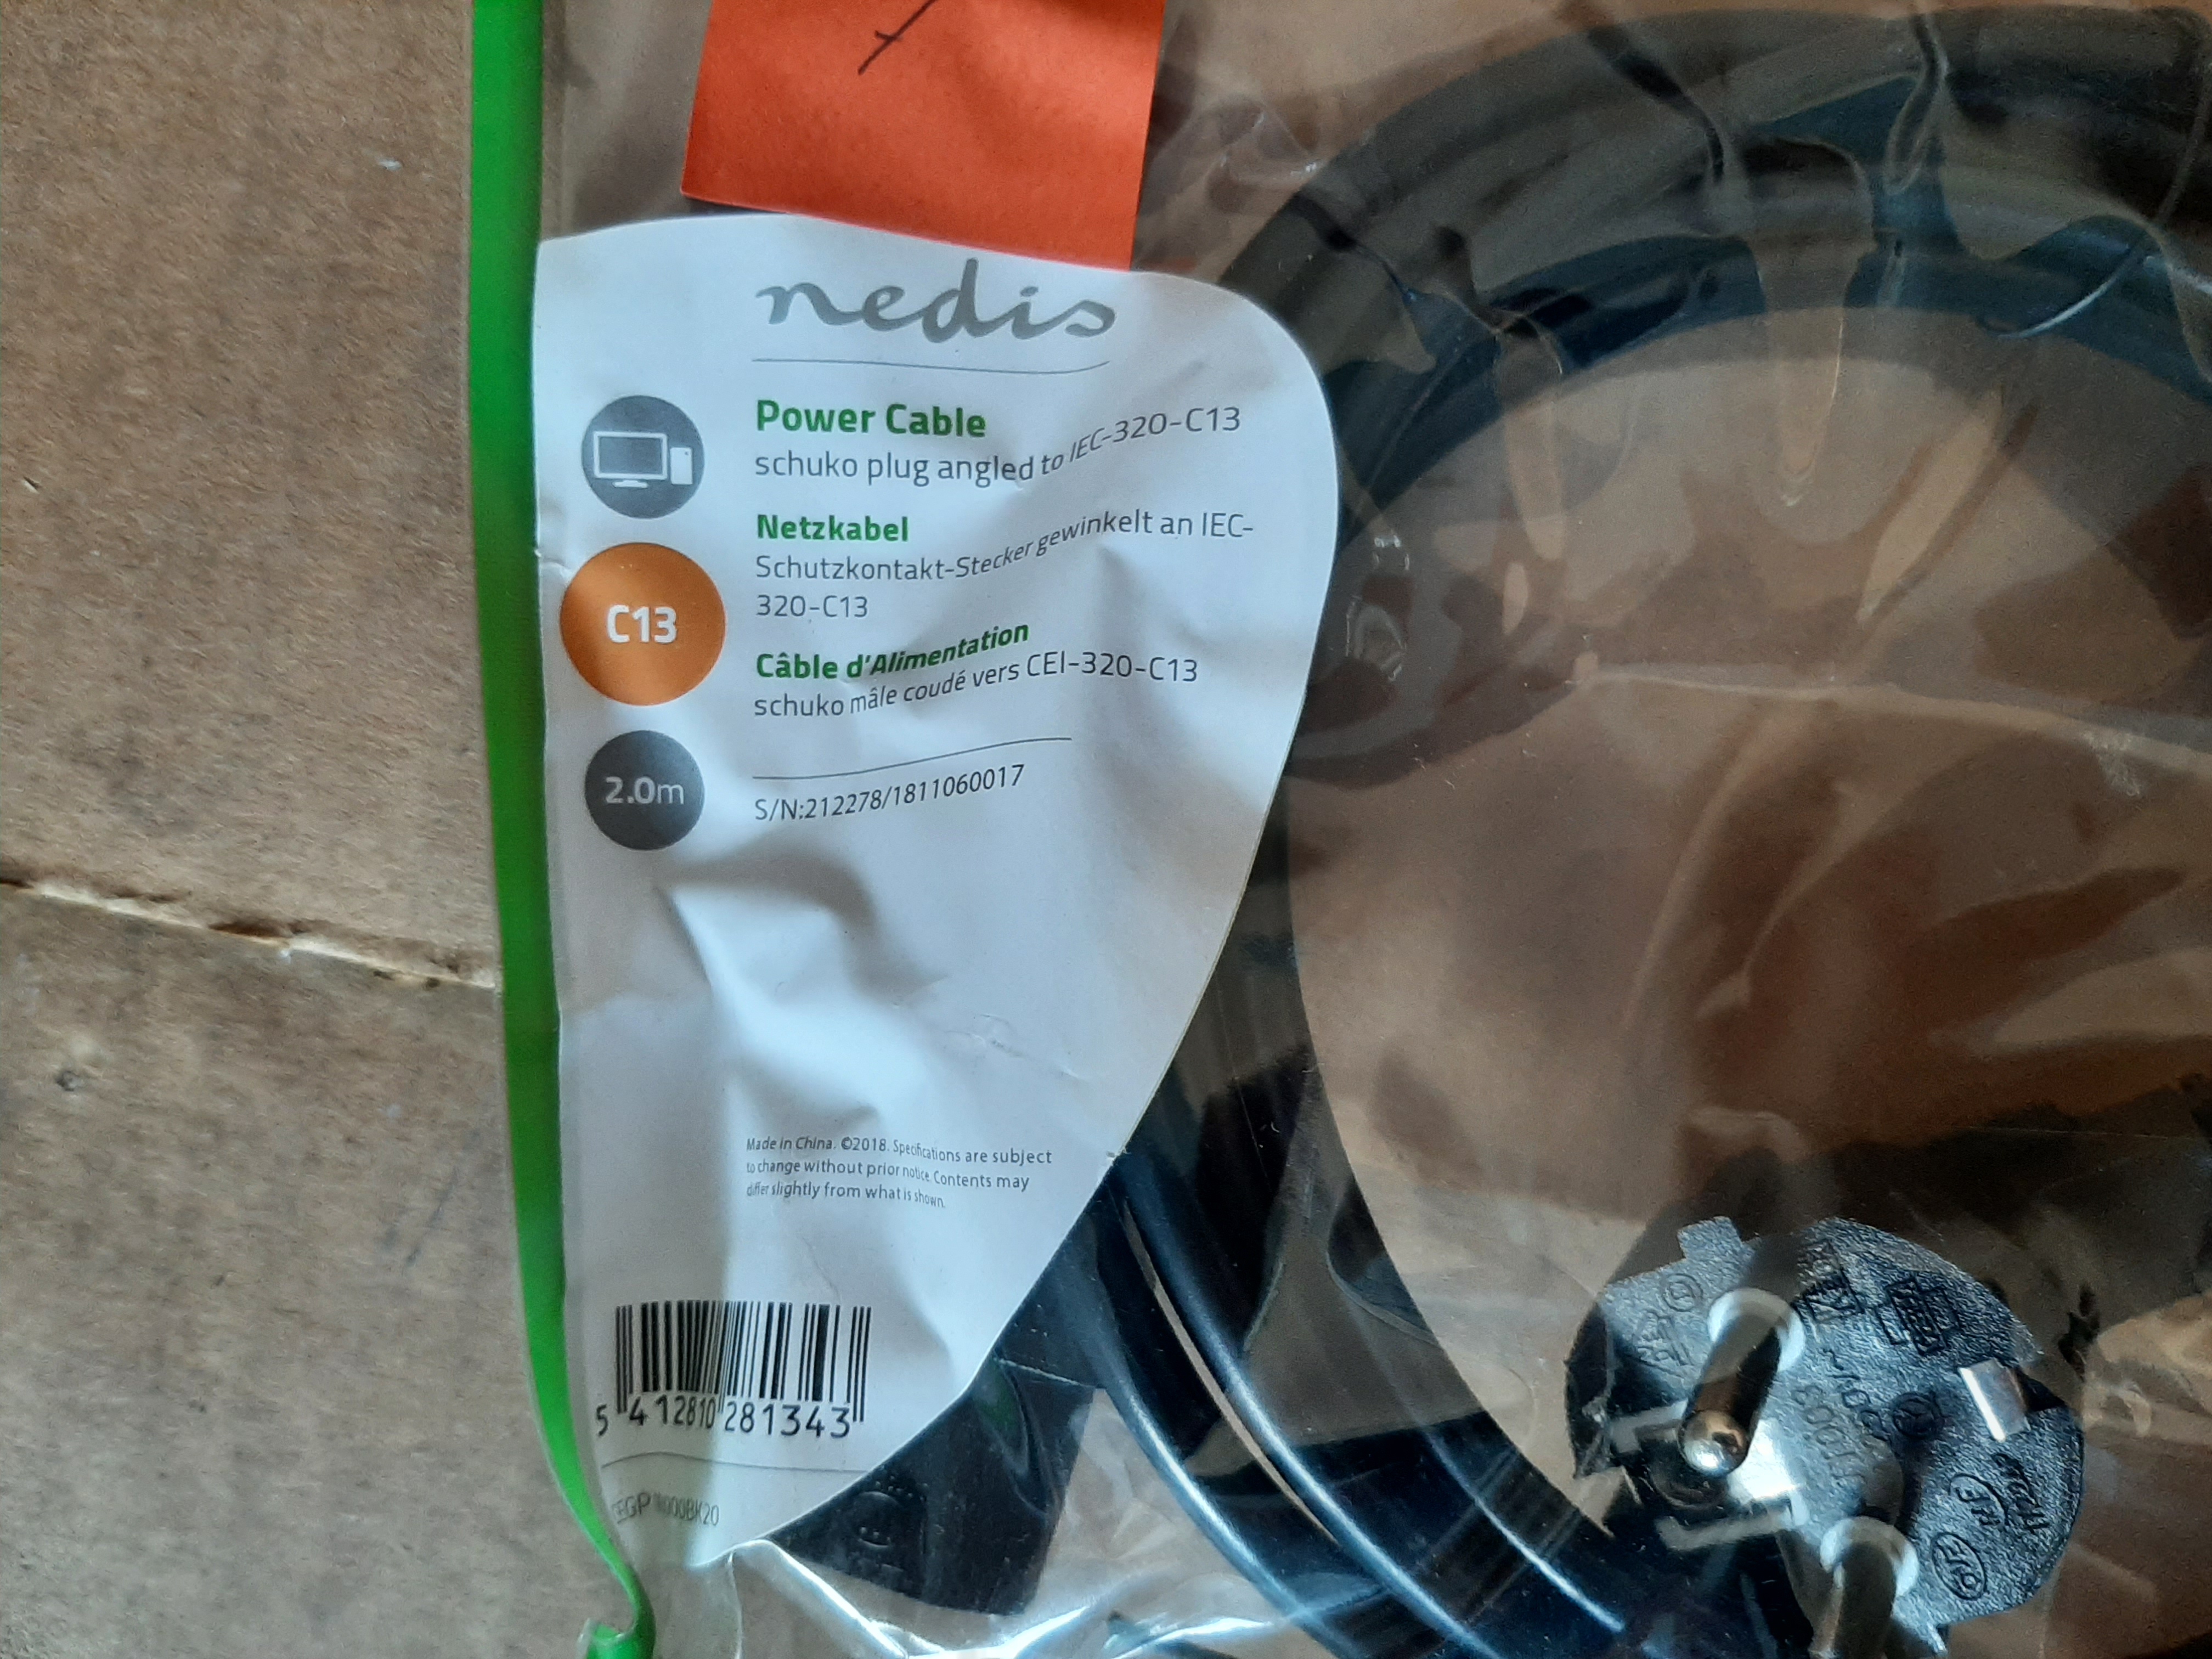 nedis
Power Cable
schuko plug angled to IEC-320-C13
Netzkabel
Schutzkontakt-Stecker gewinkelt an IEC-
320-C13
C13
Câble d'Alimentation
schuko mâle coudé vers CEI-320-C13
2.0m
S/N:212278/1811060017
Made in China. ©2018. Specifications are subject
to change without prior notice. Contents may
differ slightly from what is shown.
5 412810 281343